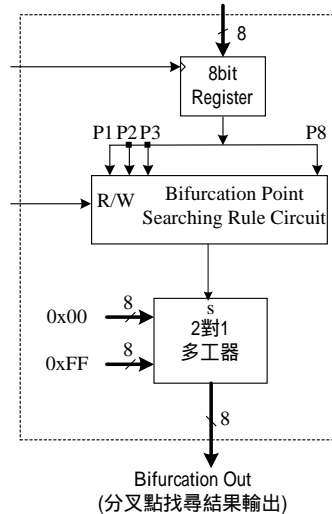 8
8bit
Register
P1 P2 P3 P8
R/W Bifurcation Point
Searching Rule Circuit
s
0x00 8
2對1
多工器
0xFF 8
8
Bifurcation Out
(分叉點找尋結果輸出)